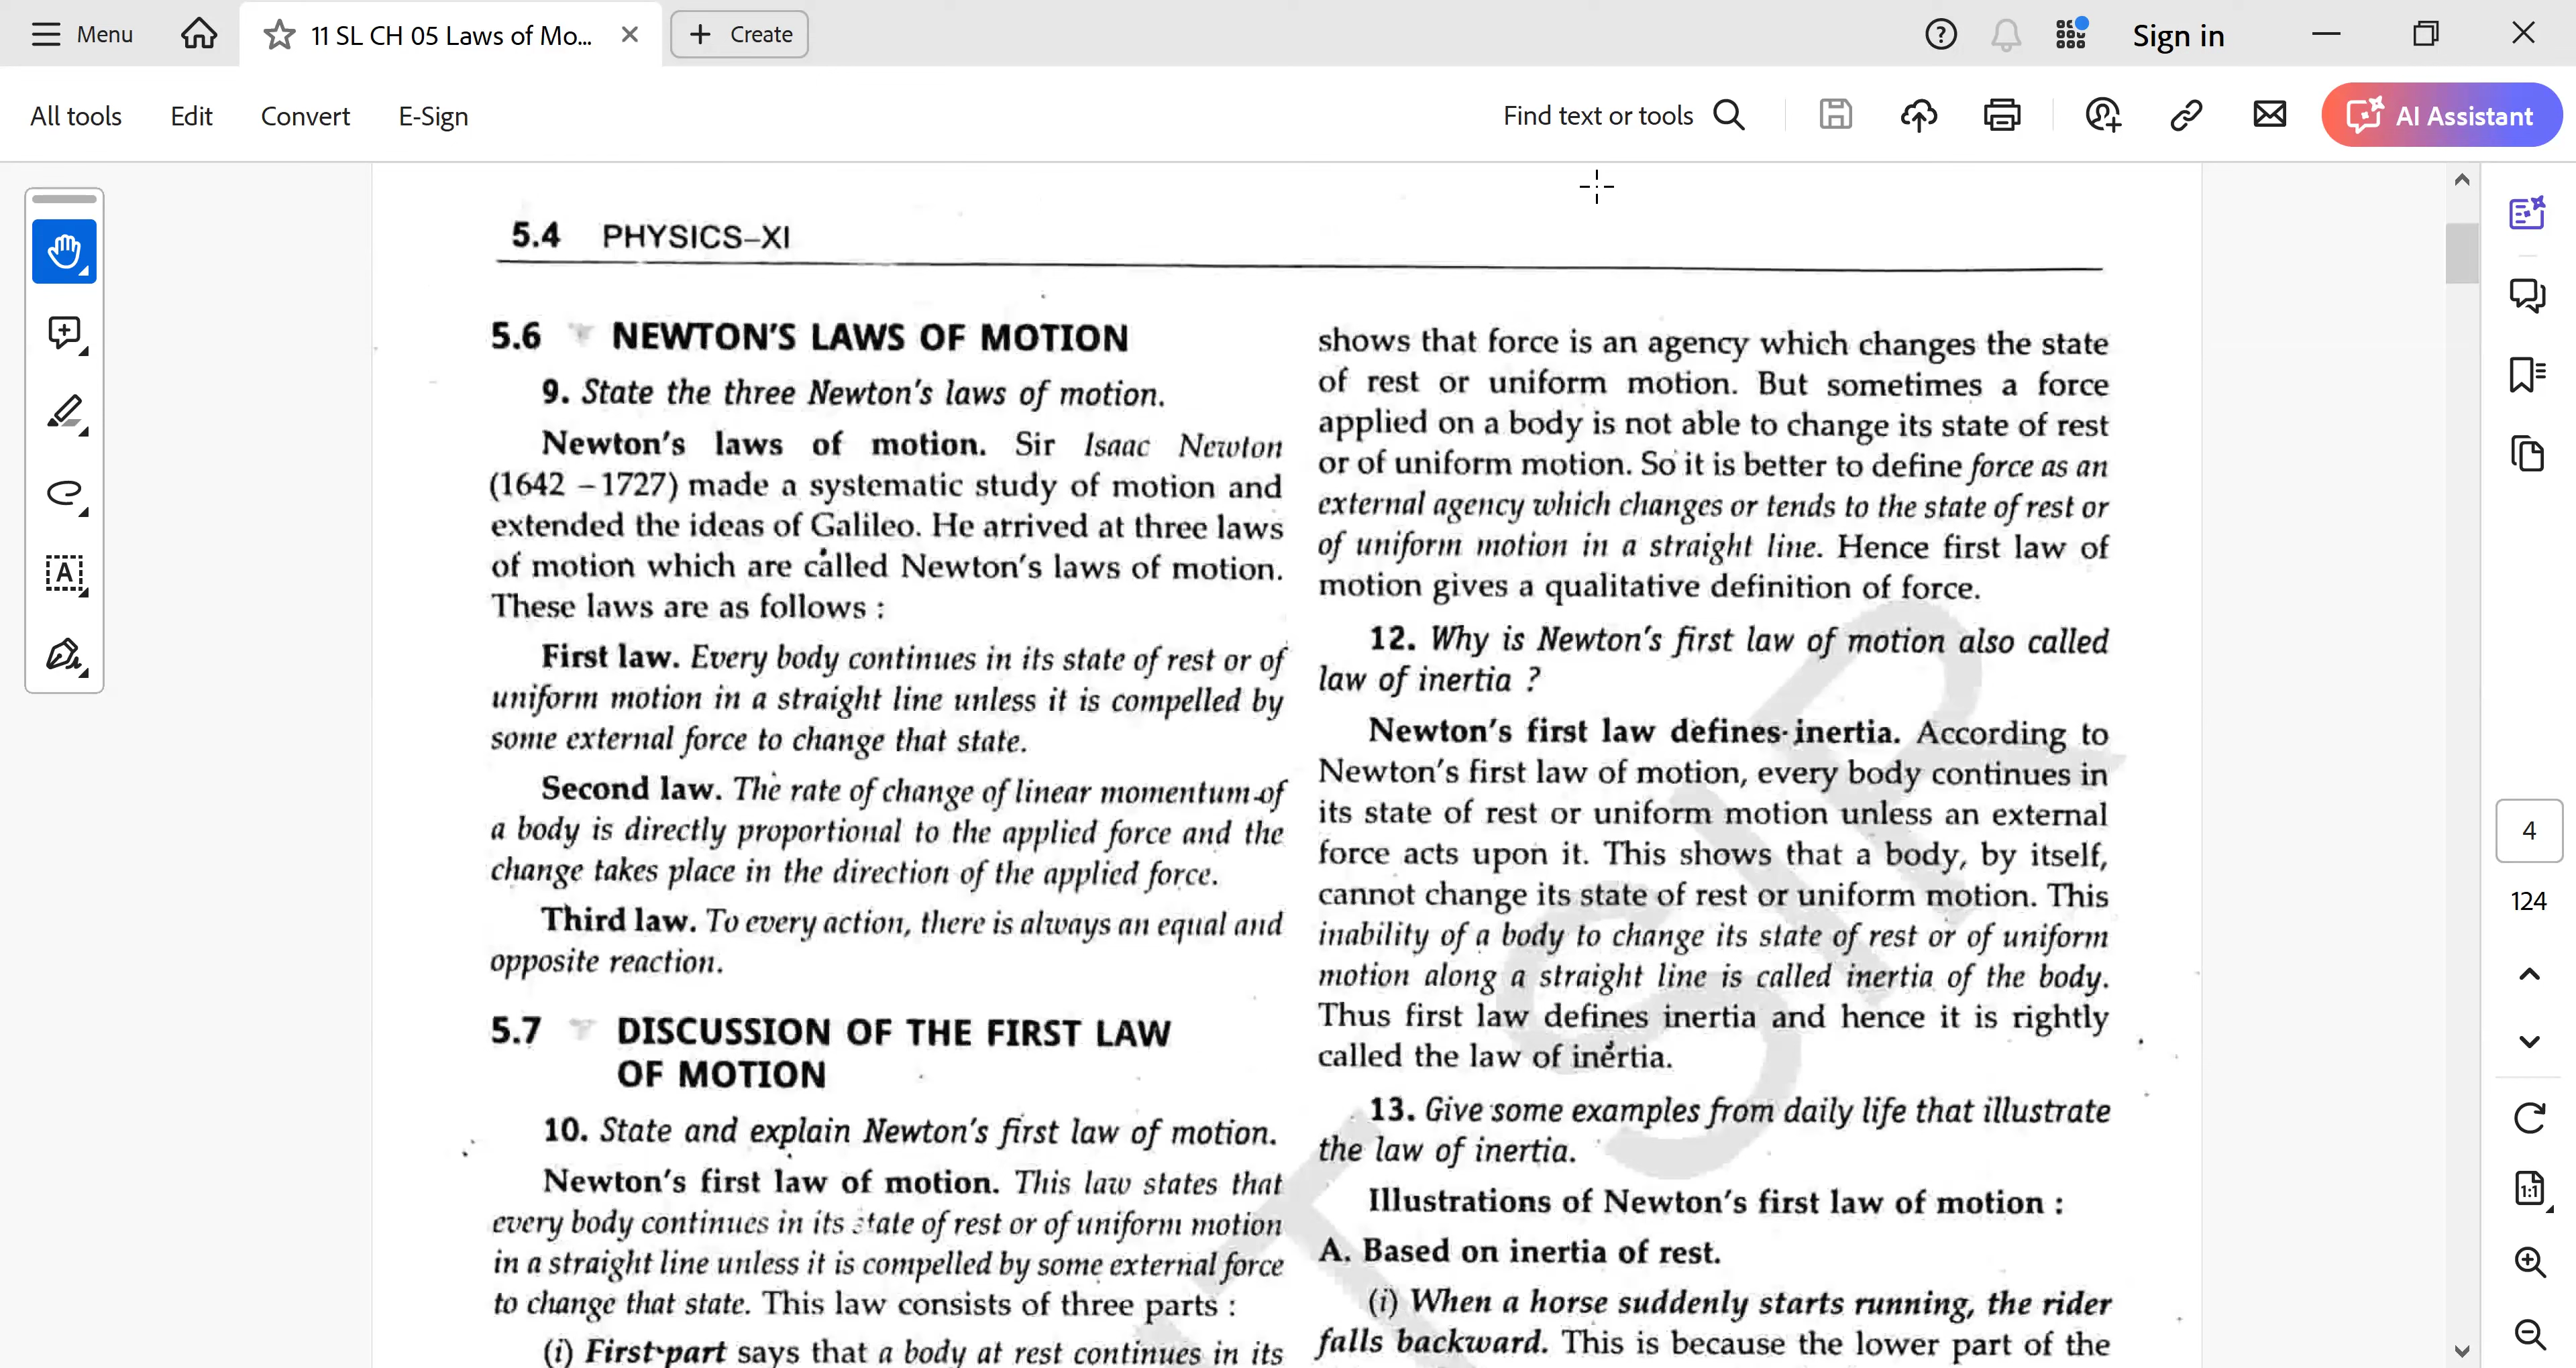 Menu
11 SL CH 05 Laws of Mo...
Create
Sign in
All tools
Edit
Convert
E-Sign
Find text or tools
AI Assistant
5.4 PHYSICS–XI
5.6 NEWTON'S LAWS OF MOTION
9. State the three Newton's laws of motion.
Newton's laws of motion. Sir Isaac Newton
(1642 – 1727) made a systematic study of motion and
extended the ideas of Galileo. He arrived at three laws
of motion which are called Newton's laws of motion.
These laws are as follows :
First law. Every body continues in its state of rest or of
uniform motion in a straight line unless it is compelled by
some external force to change that state.
Second law. The rate of change of linear momentum of
a body is directly proportional to the applied force and the
change takes place in the direction of the applied force.
Third law. To every action, there is always an equal and
opposite reaction.
5.7 DISCUSSION OF THE FIRST LAW
OF MOTION
10. State and explain Newton's first law of motion.
Newton's first law of motion. This law states that
every body continues in its state of rest or of uniform motion
in a straight line unless it is compelled by some external force
to change that state. This law consists of three parts :
(i) First part says that a body at rest continues in its
shows that force is an agency which changes the state
of rest or uniform motion. But sometimes a force
applied on a body is not able to change its state of rest
or of uniform motion. So it is better to define force as an
external agency which changes or tends to the state of rest or
of uniform motion in a straight line. Hence first law of
motion gives a qualitative definition of force.
12. Why is Newton's first law of motion also called
law of inertia ?
Newton's first law defines inertia. According to
Newton's first law of motion, every body continues in
its state of rest or uniform motion unless an external
force acts upon it. This shows that a body, by itself,
cannot change its state of rest or uniform motion. This
inability of a body to change its state of rest or of uniform
motion along a straight line is called inertia of the body.
Thus first law defines inertia and hence it is rightly
called the law of inertia.
13. Give some examples from daily life that illustrate
the law of inertia.
Illustrations of Newton's first law of motion :
A. Based on inertia of rest.
(i) When a horse suddenly starts running, the rider
falls backward. This is because the lower part of the
SIR
4
124
1:1